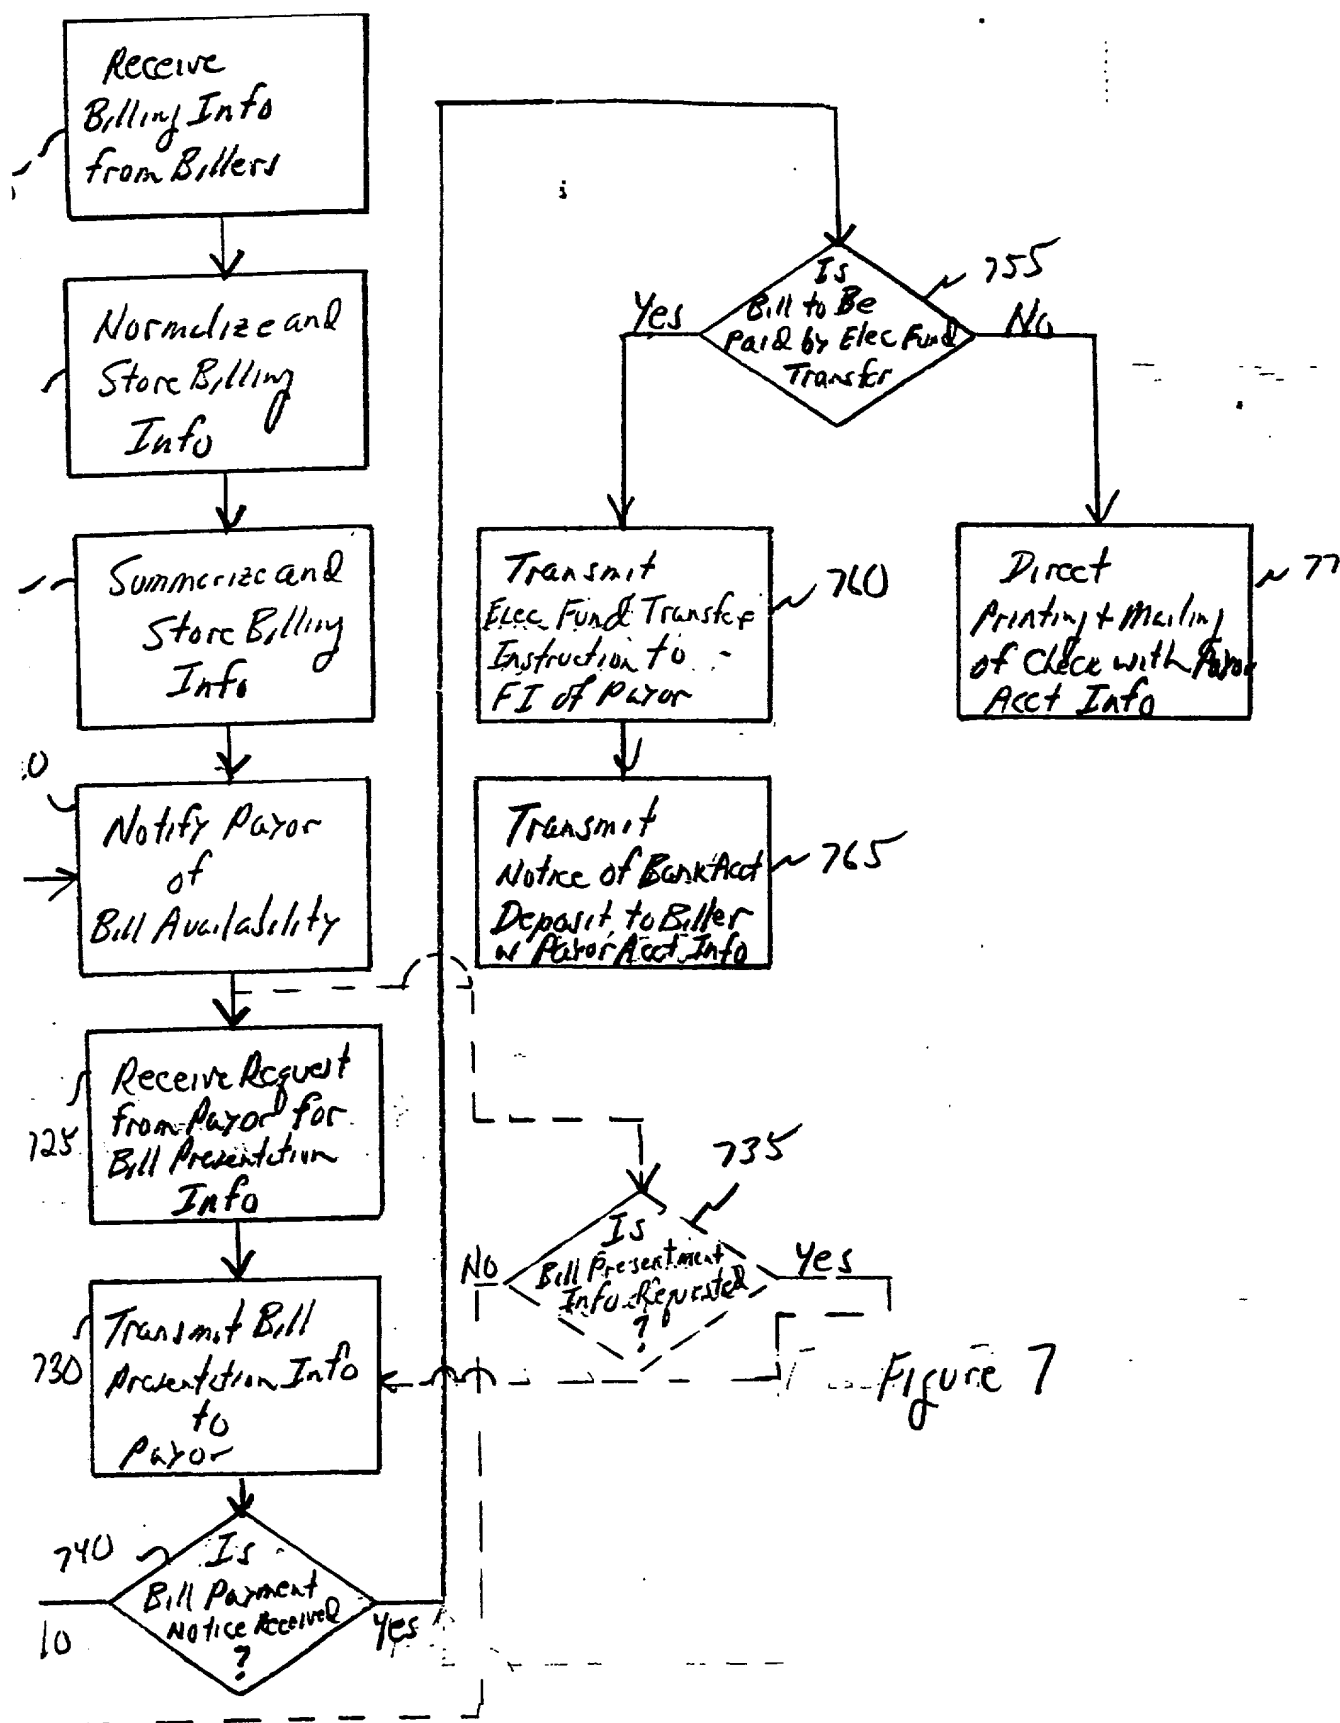 Receive
Billing Info
from Billers
Normalize and
Store Billing
Info
Summarize and
Store Billing
Info
0
Notify Payor
of
Bill Availability
725
Receive Request
from Payor for
Bill Presentation
Info
730
Transmit Bill
Presentation Info
to
Payor
740
Is
Bill Payment
Notice Received
?
Yes
755
Is
Bill to Be
Paid by Elec Fund
Transfer
Yes
No
Transmit
Elec Fund Transfer
Instruction to
FI of Payor
760
Direct
Printing + Mailing
of Check with Payor
Acct Info
77
Transmit
Notice of Bank Acct
Deposit to Biller
w Payor Acct Info
765
735
Is
Bill Presentment
Info Requested
?
No
Yes
Figure 7